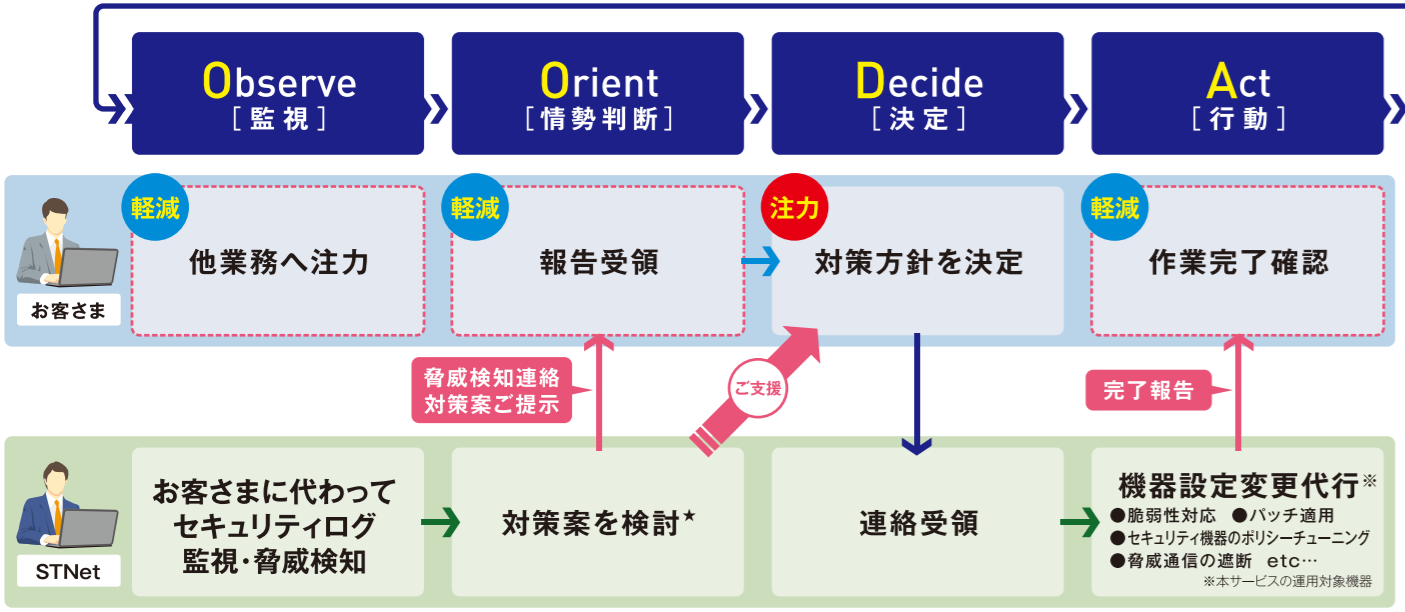 Observe
[監視]
Orient
[情勢判断]
Decide
[決定]
Act
[行動]
お客さま
軽減
他業務へ注力
軽減
報告受領
注力
対策方針を決定
軽減
作業完了確認
脅威検知連絡
対策案ご提示
ご支援
完了報告
STNet
お客さまに代わって
セキュリティログ
監視・脅威検知
対策案を検討★
連絡受領
機器設定変更代行※
●脆弱性対応 ●パッチ適用
●セキュリティ機器のポリシーチューニング
●脅威通信の遮断 etc…
※本サービスの運用対象機器